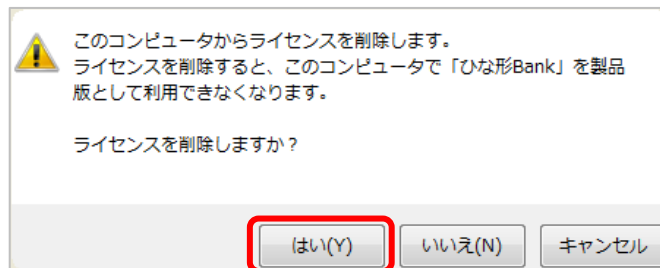 このコンピュータからライセンスを削除します。
ライセンスを削除すると、このコンピュータで「ひな形Bank」を製品
版として利用できなくなります。
ライセンスを削除しますか？
はい(Y)
いいえ(N)
キャンセル